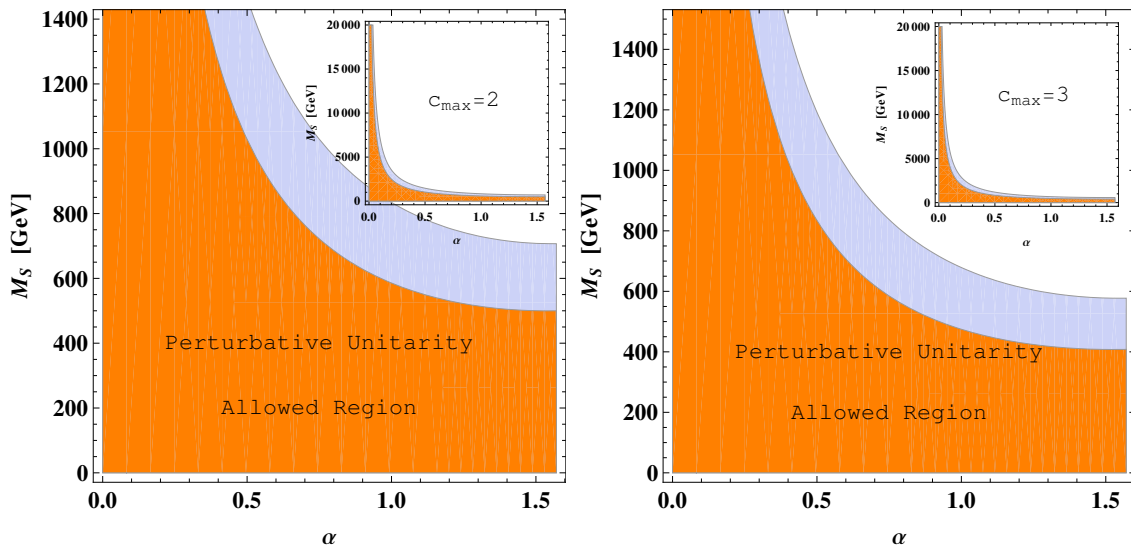 1400
1200
1000
800
600
400
200
0
0.0 0.5 1.0 1.5
M_S [GeV]
α
Perturbative Unitarity
Allowed Region
20 000
15 000
10 000
5000
0
0.0 0.5 1.0 1.5
M_S [GeV]
α
c_max=2
1400
1200
1000
800
600
400
200
0
0.0 0.5 1.0 1.5
M_S [GeV]
α
Perturbative Unitarity
Allowed Region
20 000
15 000
10 000
5000
0
0.0 0.5 1.0 1.5
M_S [GeV]
α
c_max=3